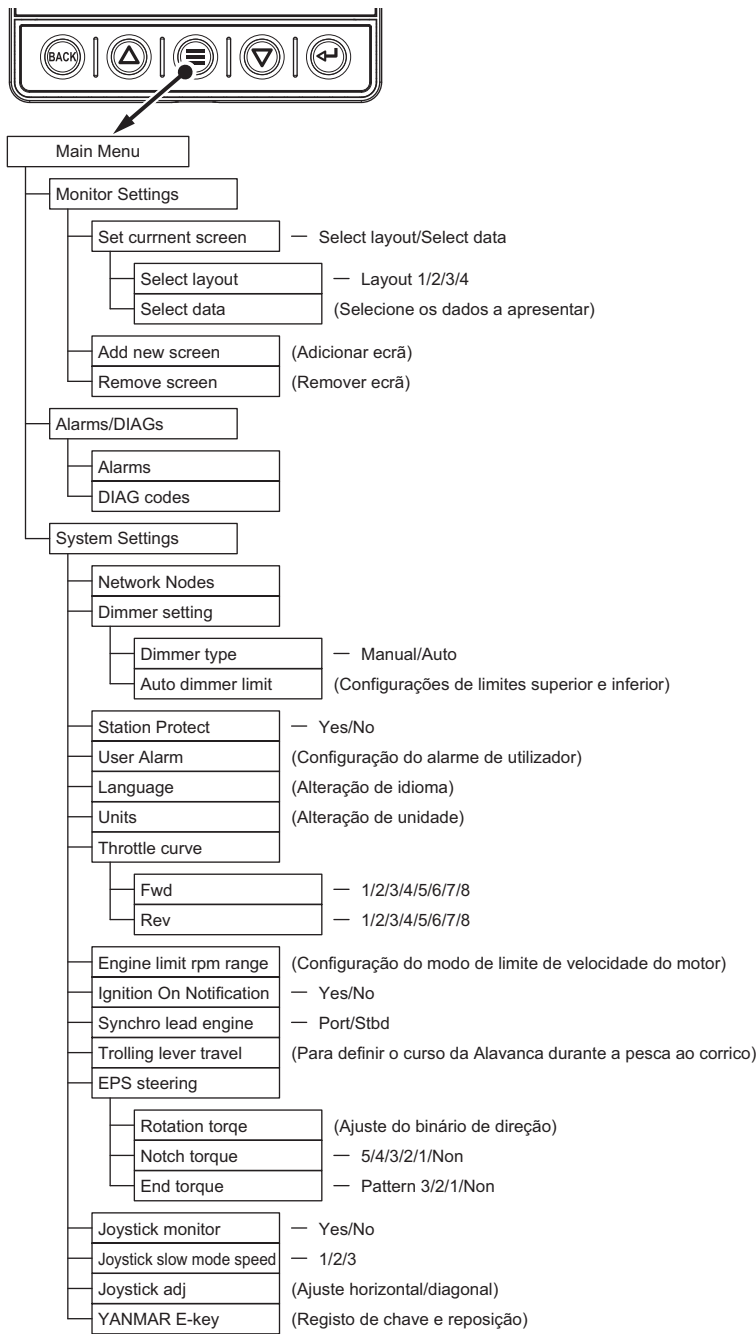 BACK
Main Menu
Monitor Settings
Set currnent screen — Select layout/Select data
Select layout — Layout 1/2/3/4
Select data (Selecione os dados a apresentar)
Add new screen (Adicionar ecrã)
Remove screen (Remover ecrã)
Alarms/DIAGs
Alarms
DIAG codes
System Settings
Network Nodes
Dimmer setting
Dimmer type — Manual/Auto
Auto dimmer limit (Configurações de limites superior e inferior)
Station Protect — Yes/No
User Alarm (Configuração do alarme de utilizador)
Language (Alteração de idioma)
Units (Alteração de unidade)
Throttle curve
Fwd — 1/2/3/4/5/6/7/8
Rev — 1/2/3/4/5/6/7/8
Engine limit rpm range (Configuração do modo de limite de velocidade do motor)
Ignition On Notification — Yes/No
Synchro lead engine — Port/Stbd
Trolling lever travel (Para definir o curso da Alavanca durante a pesca ao corrico)
EPS steering
Rotation torqe (Ajuste do binário de direção)
Notch torque — 5/4/3/2/1/Non
End torque — Pattern 3/2/1/Non
Joystick monitor — Yes/No
Joystick slow mode speed — 1/2/3
Joystick adj (Ajuste horizontal/diagonal)
YANMAR E-key (Registo de chave e reposição)